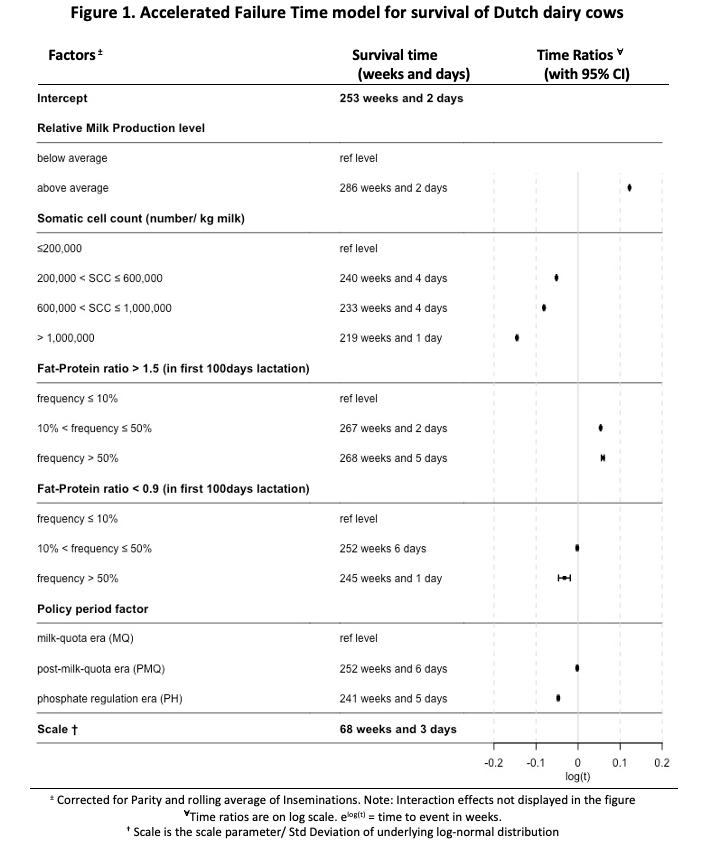 Figure 1. Accelerated Failure Time model for survival of Dutch dairy cows
Factors ± Survival time Time Ratios ∀
(weeks and days) (with 95% CI)
Intercept 253 weeks and 2 days
Relative Milk Production level
below average ref level
above average 286 weeks and 2 days
Somatic cell count (number/ kg milk)
≤200,000 ref level
200,000 < SCC ≤ 600,000 240 weeks and 4 days
600,000 < SCC ≤ 1,000,000 233 weeks and 4 days
> 1,000,000 219 weeks and 1 day
Fat-Protein ratio > 1.5 (in first 100days lactation)
frequency ≤ 10% ref level
10% < frequency ≤ 50% 267 weeks and 2 days
frequency > 50% 268 weeks and 5 days
Fat-Protein ratio < 0.9 (in first 100days lactation)
frequency ≤ 10% ref level
10% < frequency ≤ 50% 252 weeks 6 days
frequency > 50% 245 weeks and 1 day
Policy period factor
milk-quota era (MQ) ref level
post-milk-quota era (PMQ) 252 weeks and 6 days
phosphate regulation era (PH) 241 weeks and 5 days
Scale † 68 weeks and 3 days
-0.2 -0.1 0 0.1 0.2
log(t)
± Corrected for Parity and rolling average of Inseminations. Note: Interaction effects not displayed in the figure
∀Time ratios are on log scale. e^log(t) = time to event in weeks.
† Scale is the scale parameter/ Std Deviation of underlying log-normal distribution